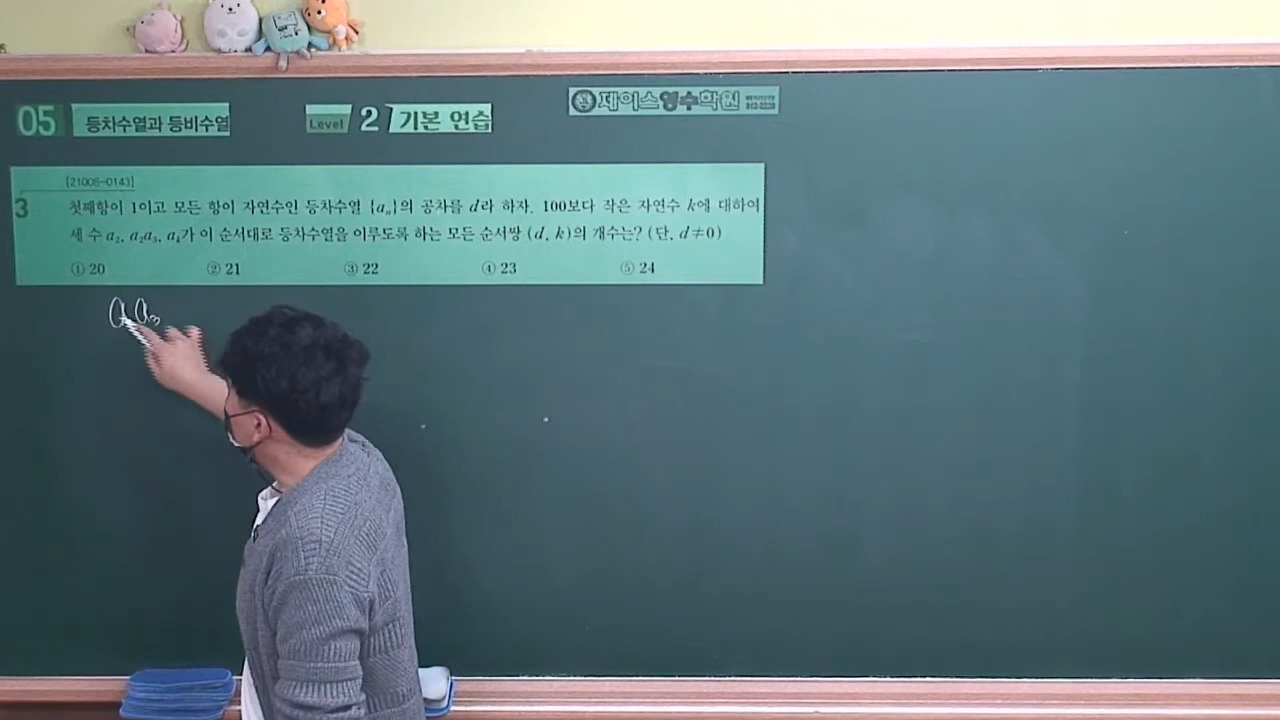 05 등차수열과 등비수열 Level 2 기본 연습 제이스영수학원
[21008-0143]
3 첫째항이 1이고 모든 항이 자연수인 등차수열 {aₙ}의 공차를 d라 하자. 100보다 작은 자연수 k에 대하여
세 수 a₂, a₂a₃, aₖ가 이 순서대로 등차수열을 이루도록 하는 모든 순서쌍 (d, k)의 개수는? (단, d≠0)
① 20 ② 21 ③ 22 ④ 23 ⑤ 24
a a₃